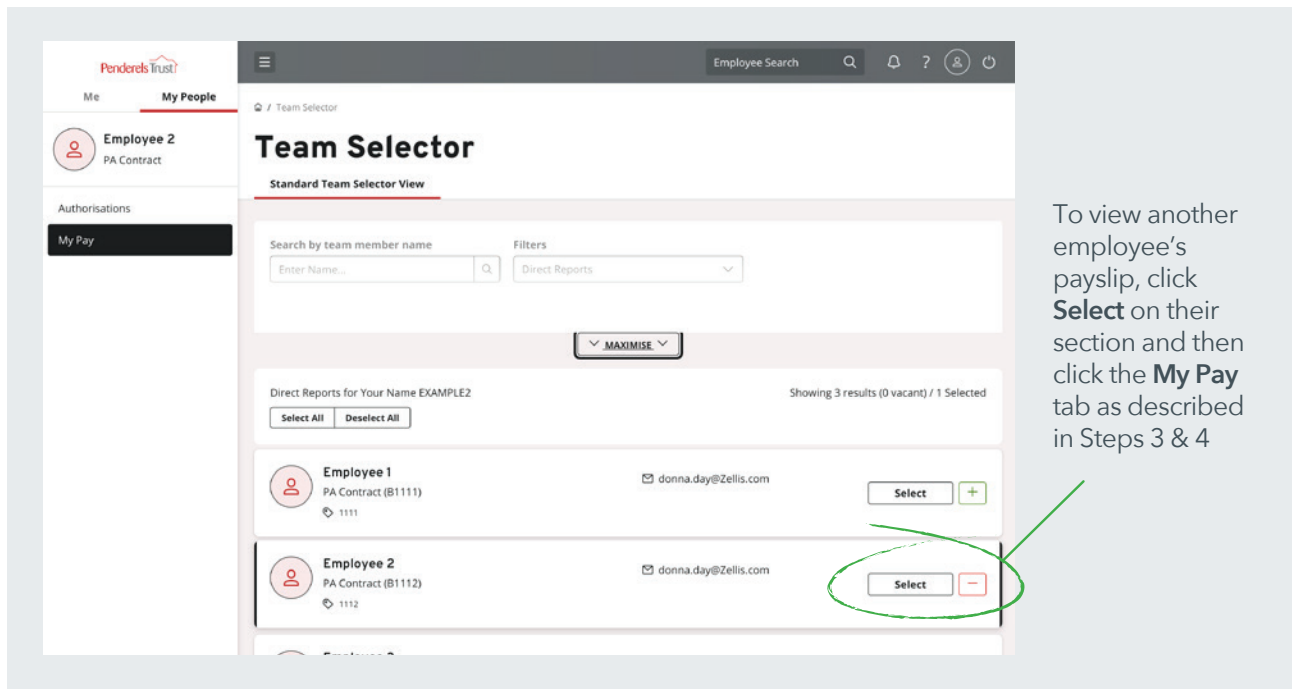 Penderels Trust
Employee Search
?
Me My People
/ Team Selector
Employee 2
PA Contract
Team Selector
Standard Team Selector View
Authorisations
My Pay
Search by team member name
Filters
Enter Name...
Direct Reports
MAXIMISE
Direct Reports for Your Name EXAMPLE2
Showing 3 results (0 vacant) / 1 Selected
Select All Deselect All
Employee 1
PA Contract (B1111)
1111
donna.day@Zellis.com
Select +
Employee 2
PA Contract (B1112)
1112
donna.day@Zellis.com
Select -
To view another
employee’s
payslip, click
Select on their
section and then
click the My Pay
tab as described
in Steps 3 & 4